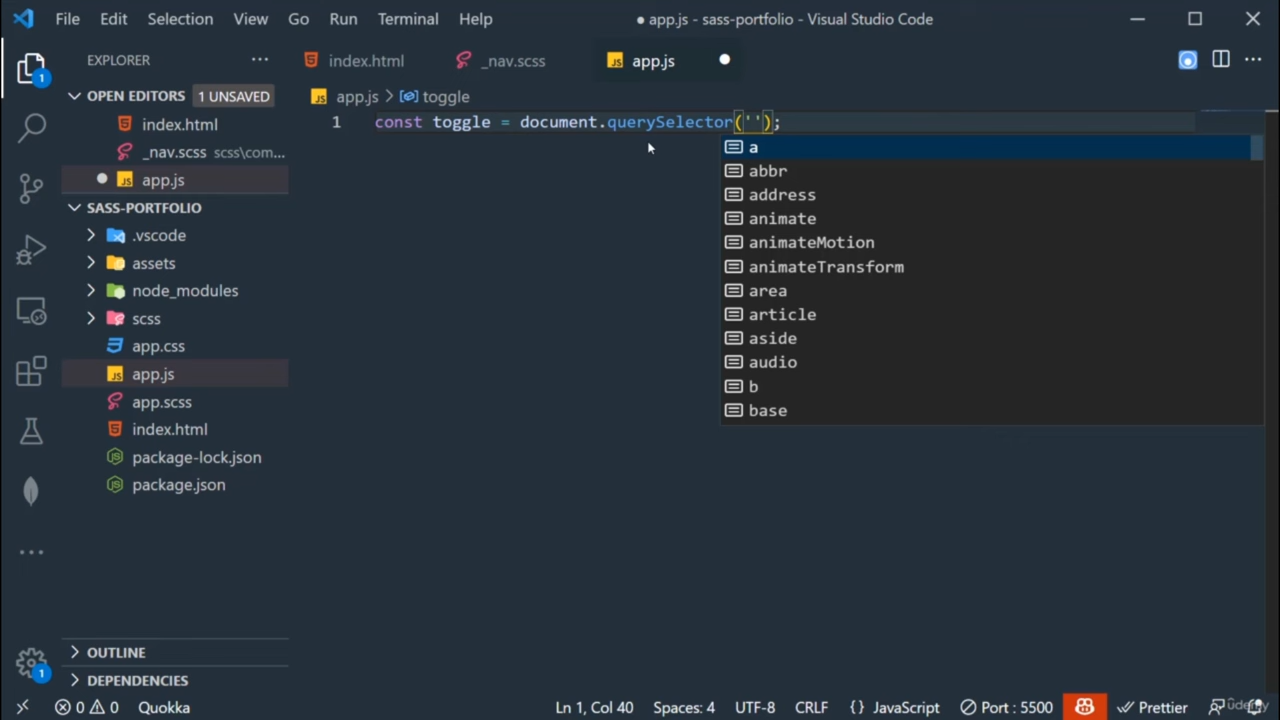 File Edit Selection View Go Run Terminal Help ● app.js - sass-portfolio - Visual Studio Code
EXPLORER
index.html _nav.scss app.js
OPEN EDITORS 1 UNSAVED
app.js > toggle
index.html
1 const toggle = document.querySelector('');
_nav.scss scss\com...
a
abbr
app.js
address
SASS-PORTFOLIO
animate
.vscode
animateMotion
assets
animateTransform
node_modules
area
scss
article
aside
app.css
audio
app.js
b
app.scss
base
index.html
package-lock.json
package.json
OUTLINE
DEPENDENCIES
1
1
0 0 Quokka Ln 1, Col 40 Spaces: 4 UTF-8 CRLF {} JavaScript Port : 5500 Prettier
udemy